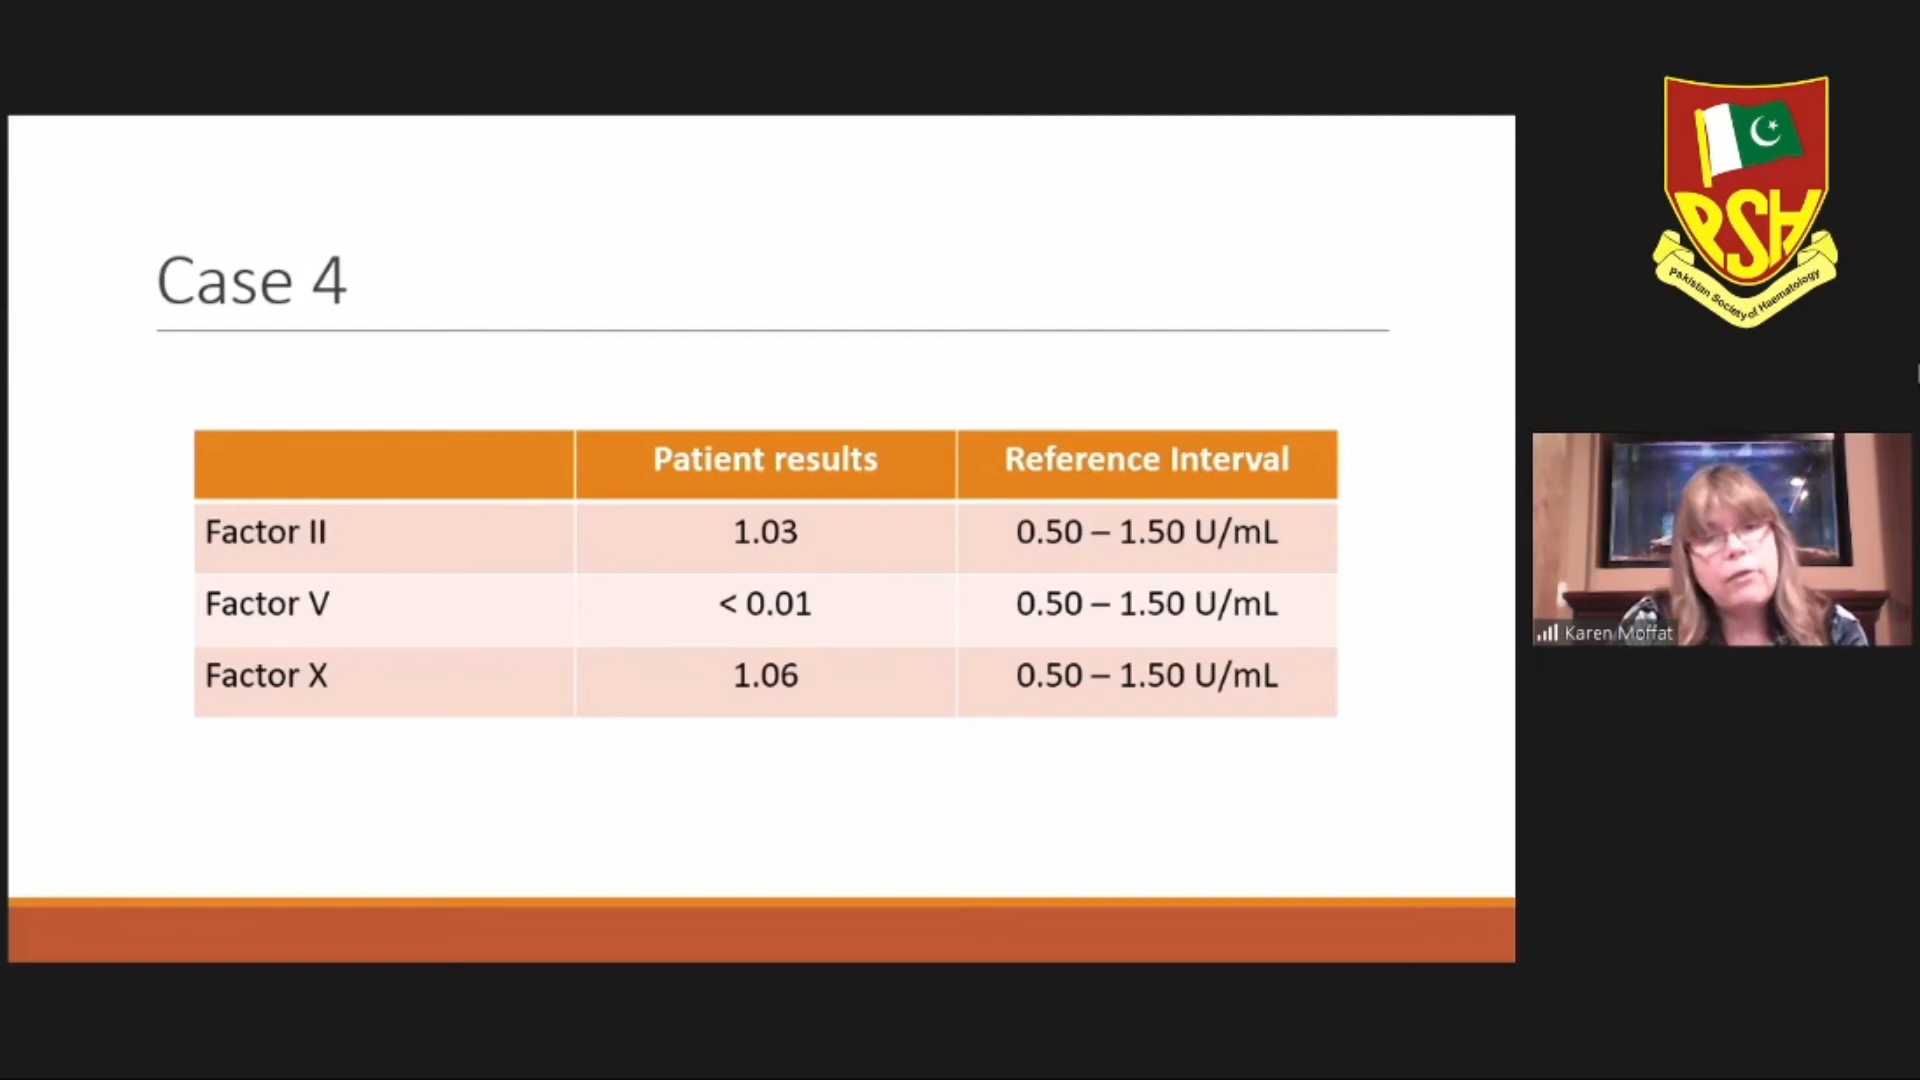 Case 4
Patient results Reference Interval
Factor II 1.03 0.50 – 1.50 U/mL
Factor V < 0.01 0.50 – 1.50 U/mL
Factor X 1.06 0.50 – 1.50 U/mL
PSH
Pakistan Society of Haematology
Karen Moffat